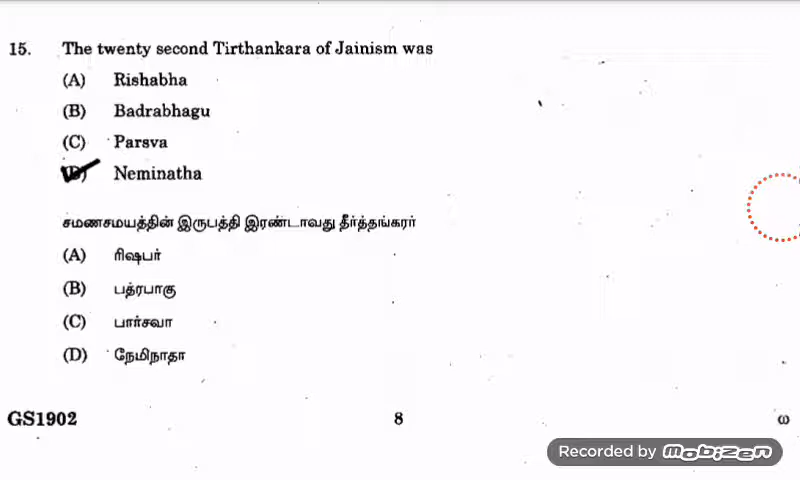 15. The twenty second Tirthankara of Jainism was
(A) Rishabha
(B) Badrabhagu
(C) Parsva
(D) Neminatha
சமணசமயத்தின் இருபத்தி இரண்டாவது தீர்த்தங்கரர்
(A) ரிஷபர்
(B) பத்ரபாகு
(C) பார்சவா
(D) நேமிநாதா
GS1902 8 ω
Recorded by mobizen